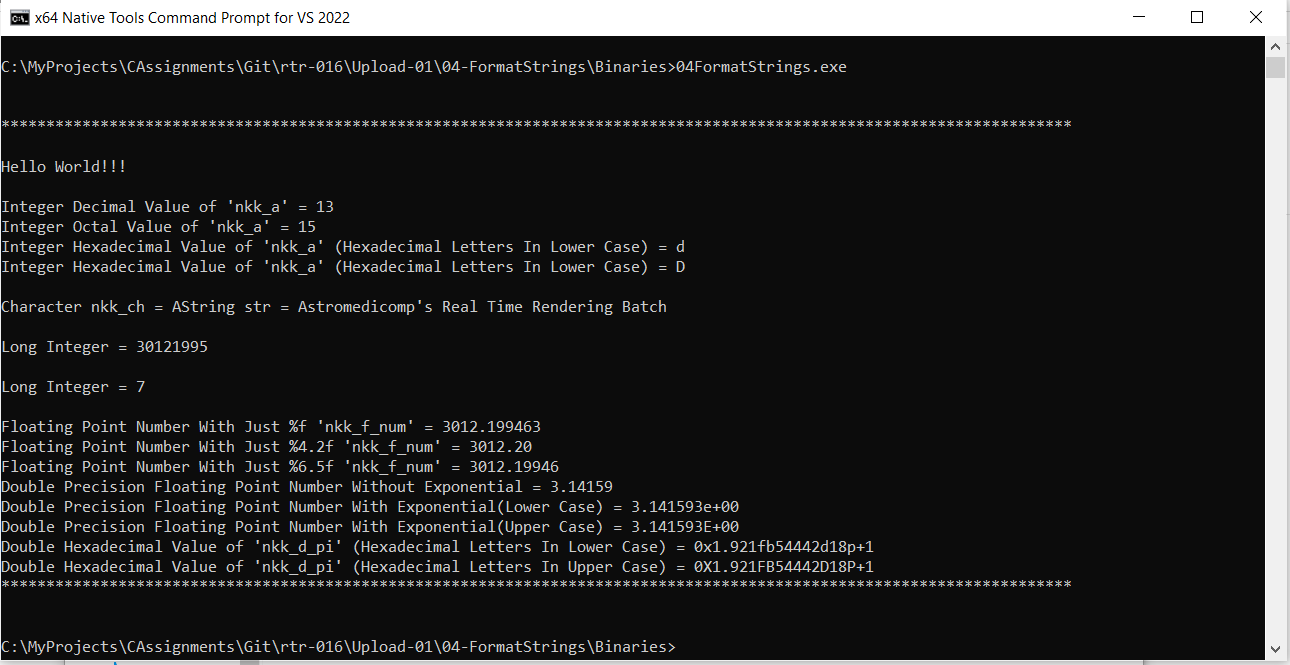 x64 Native Tools Command Prompt for VS 2022
C:\MyProjects\CAssignments\Git\rtr-016\Upload-01\04-FormatStrings\Binaries>04FormatStrings.exe
***********************************************************************************************************************
Hello World!!!
Integer Decimal Value of 'nkk_a' = 13
Integer Octal Value of 'nkk_a' = 15
Integer Hexadecimal Value of 'nkk_a' (Hexadecimal Letters In Lower Case) = d
Integer Hexadecimal Value of 'nkk_a' (Hexadecimal Letters In Lower Case) = D
Character nkk_ch = AString str = Astromedicomp's Real Time Rendering Batch
Long Integer = 30121995
Long Integer = 7
Floating Point Number With Just %f 'nkk_f_num' = 3012.199463
Floating Point Number With Just %4.2f 'nkk_f_num' = 3012.20
Floating Point Number With Just %6.5f 'nkk_f_num' = 3012.19946
Double Precision Floating Point Number Without Exponential = 3.14159
Double Precision Floating Point Number With Exponential(Lower Case) = 3.141593e+00
Double Precision Floating Point Number With Exponential(Upper Case) = 3.141593E+00
Double Hexadecimal Value of 'nkk_d_pi' (Hexadecimal Letters In Lower Case) = 0x1.921fb54442d18p+1
Double Hexadecimal Value of 'nkk_d_pi' (Hexadecimal Letters In Upper Case) = 0X1.921FB54442D18P+1
***********************************************************************************************************************
C:\MyProjects\CAssignments\Git\rtr-016\Upload-01\04-FormatStrings\Binaries>